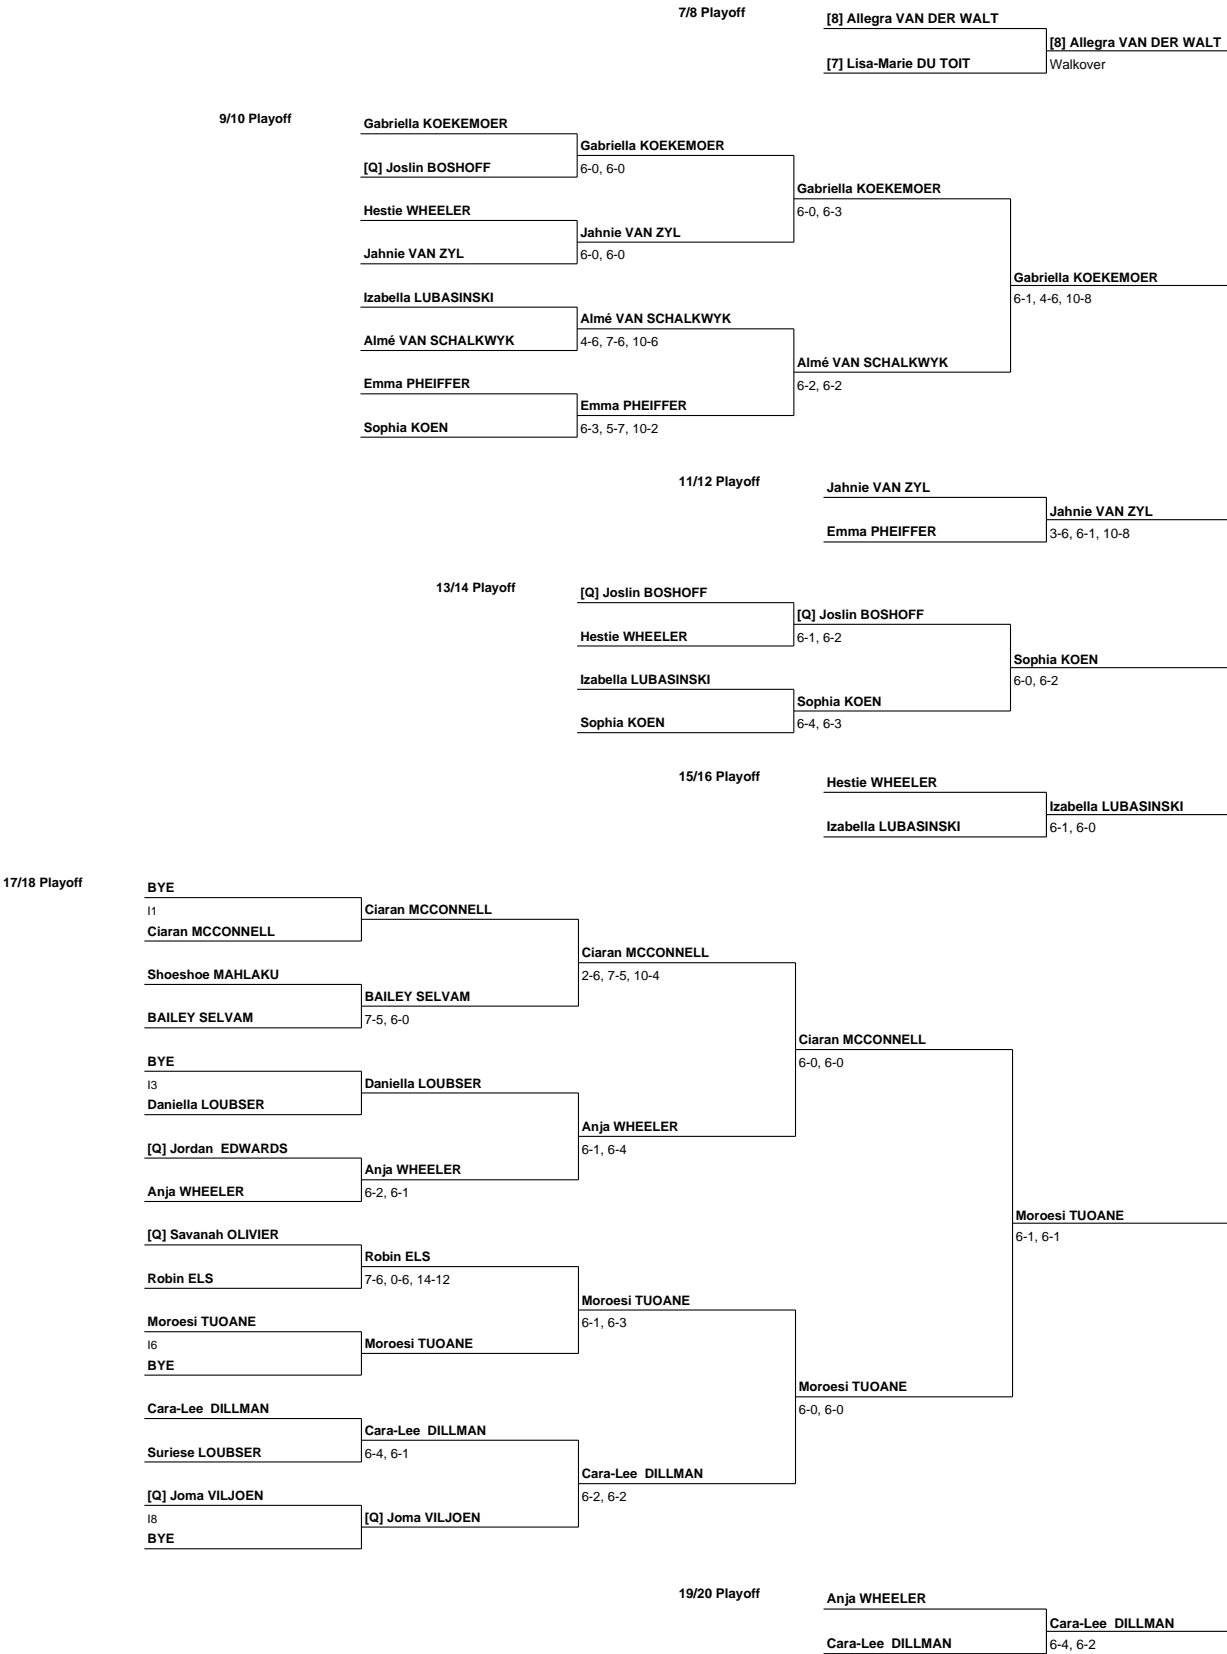 7/8 Playoff
[8] Allegra VAN DER WALT
[8] Allegra VAN DER WALT
[7] Lisa-Marie DU TOIT
Walkover
9/10 Playoff
Gabriella KOEKEMOER
Gabriella KOEKEMOER
[Q] Joslin BOSHOFF
6-0, 6-0
Gabriella KOEKEMOER
6-0, 6-3
Hestie WHEELER
Jahnie VAN ZYL
Jahnie VAN ZYL
6-0, 6-0
Gabriella KOEKEMOER
6-1, 4-6, 10-8
Izabella LUBASINSKI
Almé VAN SCHALKWYK
Almé VAN SCHALKWYK
4-6, 7-6, 10-6
Almé VAN SCHALKWYK
6-2, 6-2
Emma PHEIFFER
Emma PHEIFFER
Sophia KOEN
6-3, 5-7, 10-2
11/12 Playoff
Jahnie VAN ZYL
Jahnie VAN ZYL
Emma PHEIFFER
3-6, 6-1, 10-8
13/14 Playoff
[Q] Joslin BOSHOFF
[Q] Joslin BOSHOFF
Hestie WHEELER
6-1, 6-2
Sophia KOEN
6-0, 6-2
Izabella LUBASINSKI
Sophia KOEN
Sophia KOEN
6-4, 6-3
15/16 Playoff
Hestie WHEELER
Izabella LUBASINSKI
Izabella LUBASINSKI
6-1, 6-0
17/18 Playoff
BYE
I1
Ciaran MCCONNELL
Ciaran MCCONNELL
Ciaran MCCONNELL
2-6, 7-5, 10-4
Shoeshoe MAHLAKU
BAILEY SELVAM
BAILEY SELVAM
7-5, 6-0
Ciaran MCCONNELL
6-0, 6-0
BYE
I3
Daniella LOUBSER
Daniella LOUBSER
Anja WHEELER
6-1, 6-4
[Q] Jordan  EDWARDS
Anja WHEELER
Anja WHEELER
6-2, 6-1
Moroesi TUOANE
6-1, 6-1
[Q] Savanah OLIVIER
Robin ELS
Robin ELS
7-6, 0-6, 14-12
Moroesi TUOANE
6-1, 6-3
Moroesi TUOANE
I6
Moroesi TUOANE
BYE
Moroesi TUOANE
6-0, 6-0
Cara-Lee  DILLMAN
Cara-Lee  DILLMAN
Suriese LOUBSER
6-4, 6-1
Cara-Lee  DILLMAN
6-2, 6-2
[Q] Joma VILJOEN
I8
[Q] Joma VILJOEN
BYE
19/20 Playoff
Anja WHEELER
Cara-Lee  DILLMAN
Cara-Lee  DILLMAN
6-4, 6-2